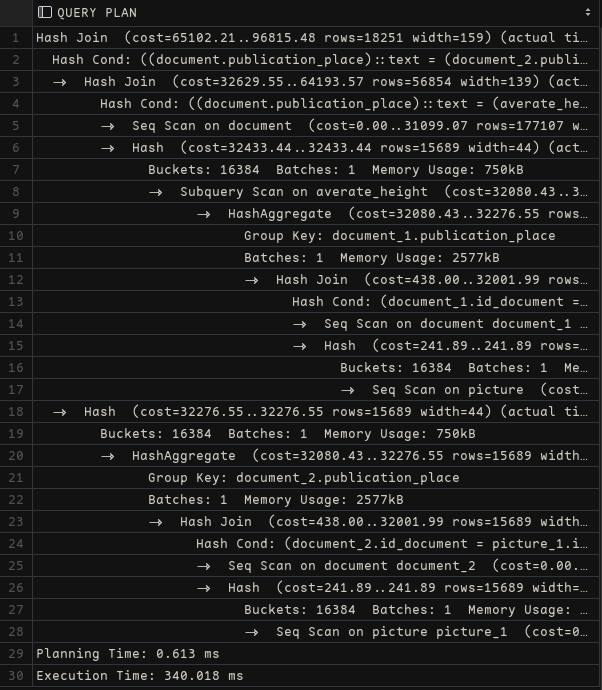 QUERY PLAN
1 Hash Join (cost=65102.21..96815.48 rows=18251 width=159) (actual ti…
2 Hash Cond: ((document.publication_place)::text = (document_2.publi…
3 -> Hash Join (cost=32629.55..64193.57 rows=56854 width=139) (act…
4 Hash Cond: ((document.publication_place)::text = (averate_he…
5 -> Seq Scan on document (cost=0.00..31099.07 rows=177107 w…
6 -> Hash (cost=32433.44..32433.44 rows=15689 width=44) (act…
7 Buckets: 16384 Batches: 1 Memory Usage: 750kB
8 -> Subquery Scan on averate_height (cost=32080.43..3…
9 -> HashAggregate (cost=32080.43..32276.55 rows…
10 Group Key: document_1.publication_place
11 Batches: 1 Memory Usage: 2577kB
12 -> Hash Join (cost=438.00..32001.99 rows…
13 Hash Cond: (document_1.id_document =…
14 -> Seq Scan on document document_1 …
15 -> Hash (cost=241.89..241.89 rows=…
16 Buckets: 16384 Batches: 1 Me…
17 -> Seq Scan on picture (cost…
18 -> Hash (cost=32276.55..32276.55 rows=15689 width=44) (actual ti…
19 Buckets: 16384 Batches: 1 Memory Usage: 750kB
20 -> HashAggregate (cost=32080.43..32276.55 rows=15689 width…
21 Group Key: document_2.publication_place
22 Batches: 1 Memory Usage: 2577kB
23 -> Hash Join (cost=438.00..32001.99 rows=15689 width…
24 Hash Cond: (document_2.id_document = picture_1.i…
25 -> Seq Scan on document document_2 (cost=0.00.…
26 -> Hash (cost=241.89..241.89 rows=15689 width=…
27 Buckets: 16384 Batches: 1 Memory Usage: …
28 -> Seq Scan on picture picture_1 (cost=0…
29 Planning Time: 0.613 ms
30 Execution Time: 340.018 ms